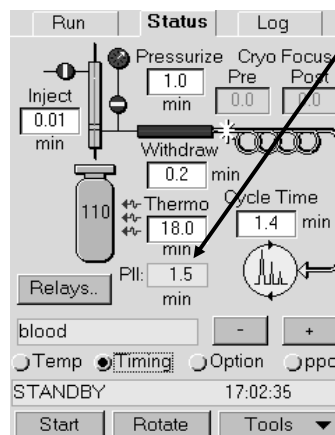 Run Status Log
Pressurize Cryo Focus
1.0 Pre Post
Inject min 0.0 0.0
0.01
min
Withdraw
0.2 min
110 Thermo Cycle Time
18.0 1.4 min
min
PII: 1.5
Relays.. min
blood - +
Temp Timing Option ppc
STANDBY 17:02:35
Start Rotate Tools